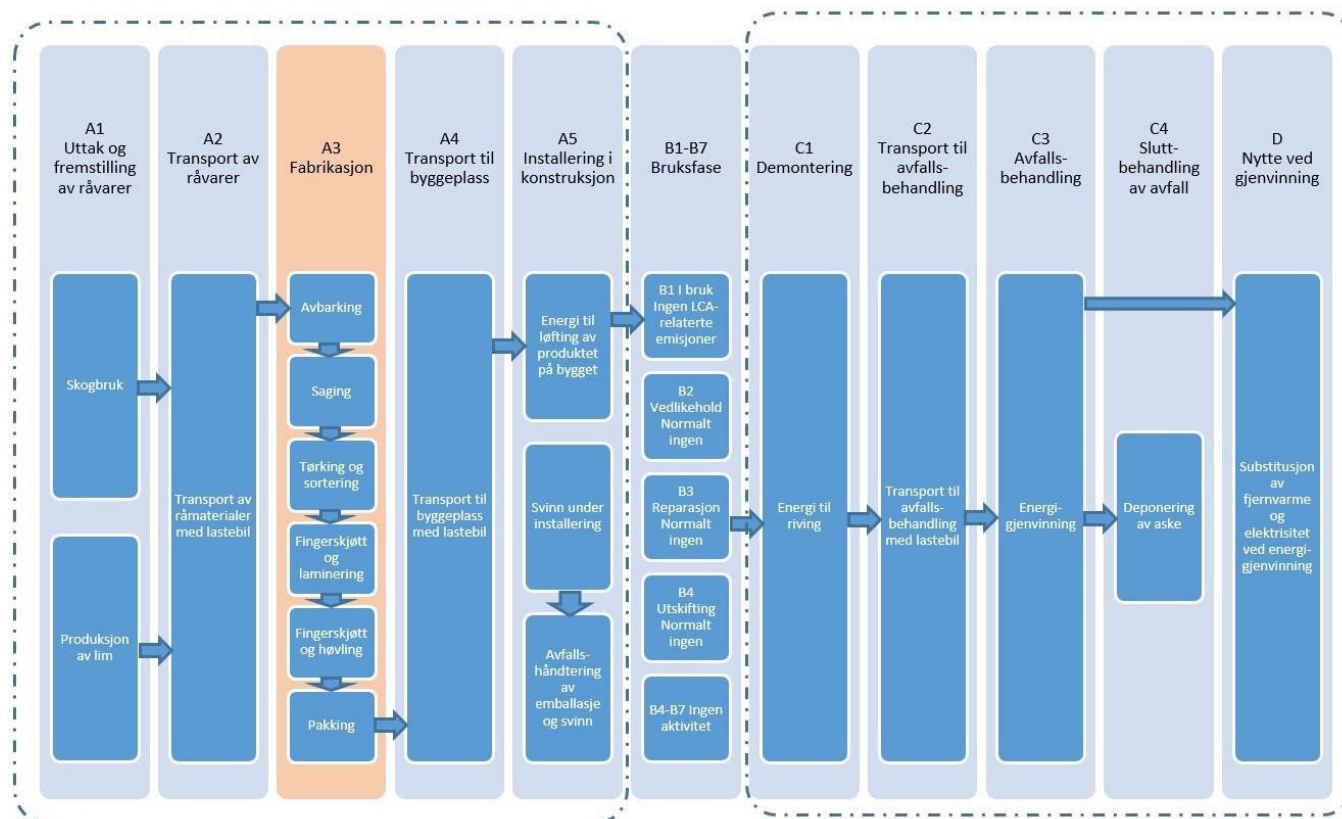 A1
Uttak og
fremstilling
av råvarer
Skogbruk
Produksjon
av lim
A2
Transport av
råvarer
Transport av
råmaterialer
med lastebil
A3
Fabrikasjon
Avbarking
Saging
Tørking og
sortering
Fingerskjøtt
og
laminering
Fingerskjøtt
og høvling
Pakking
A4
Transport til
byggeplass
Transport til
byggeplass
med lastebil
A5
Installering i
konstruksjon
Energi til
løfting av
produktet
på bygget
Svinn under
installering
Avfalls-
håndtering
av
emballasje
og svinn
B1-B7
Bruksfase
B1 I bruk
Ingen LCA-
relaterte
emisjoner
B2
Vedlikehold
Normalt
ingen
B3
Reparasjon
Normalt
ingen
B4
Utskifting
Normalt
ingen
B4-B7 Ingen
aktivitet
C1
Demontering
Energi til
riving
C2
Transport til
avfalls-
behandling
Transport til
avfalls-
behandling
med lastebil
C3
Avfalls-
behandling
Energi-
gjenvinning
C4
Slutt-
behandling
av avfall
Deponering
av aske
D
Nytte ved
gjenvinning
Substitusjon
av
fjernvarme
og
elektrisitet
ved energi-
gjenvinning